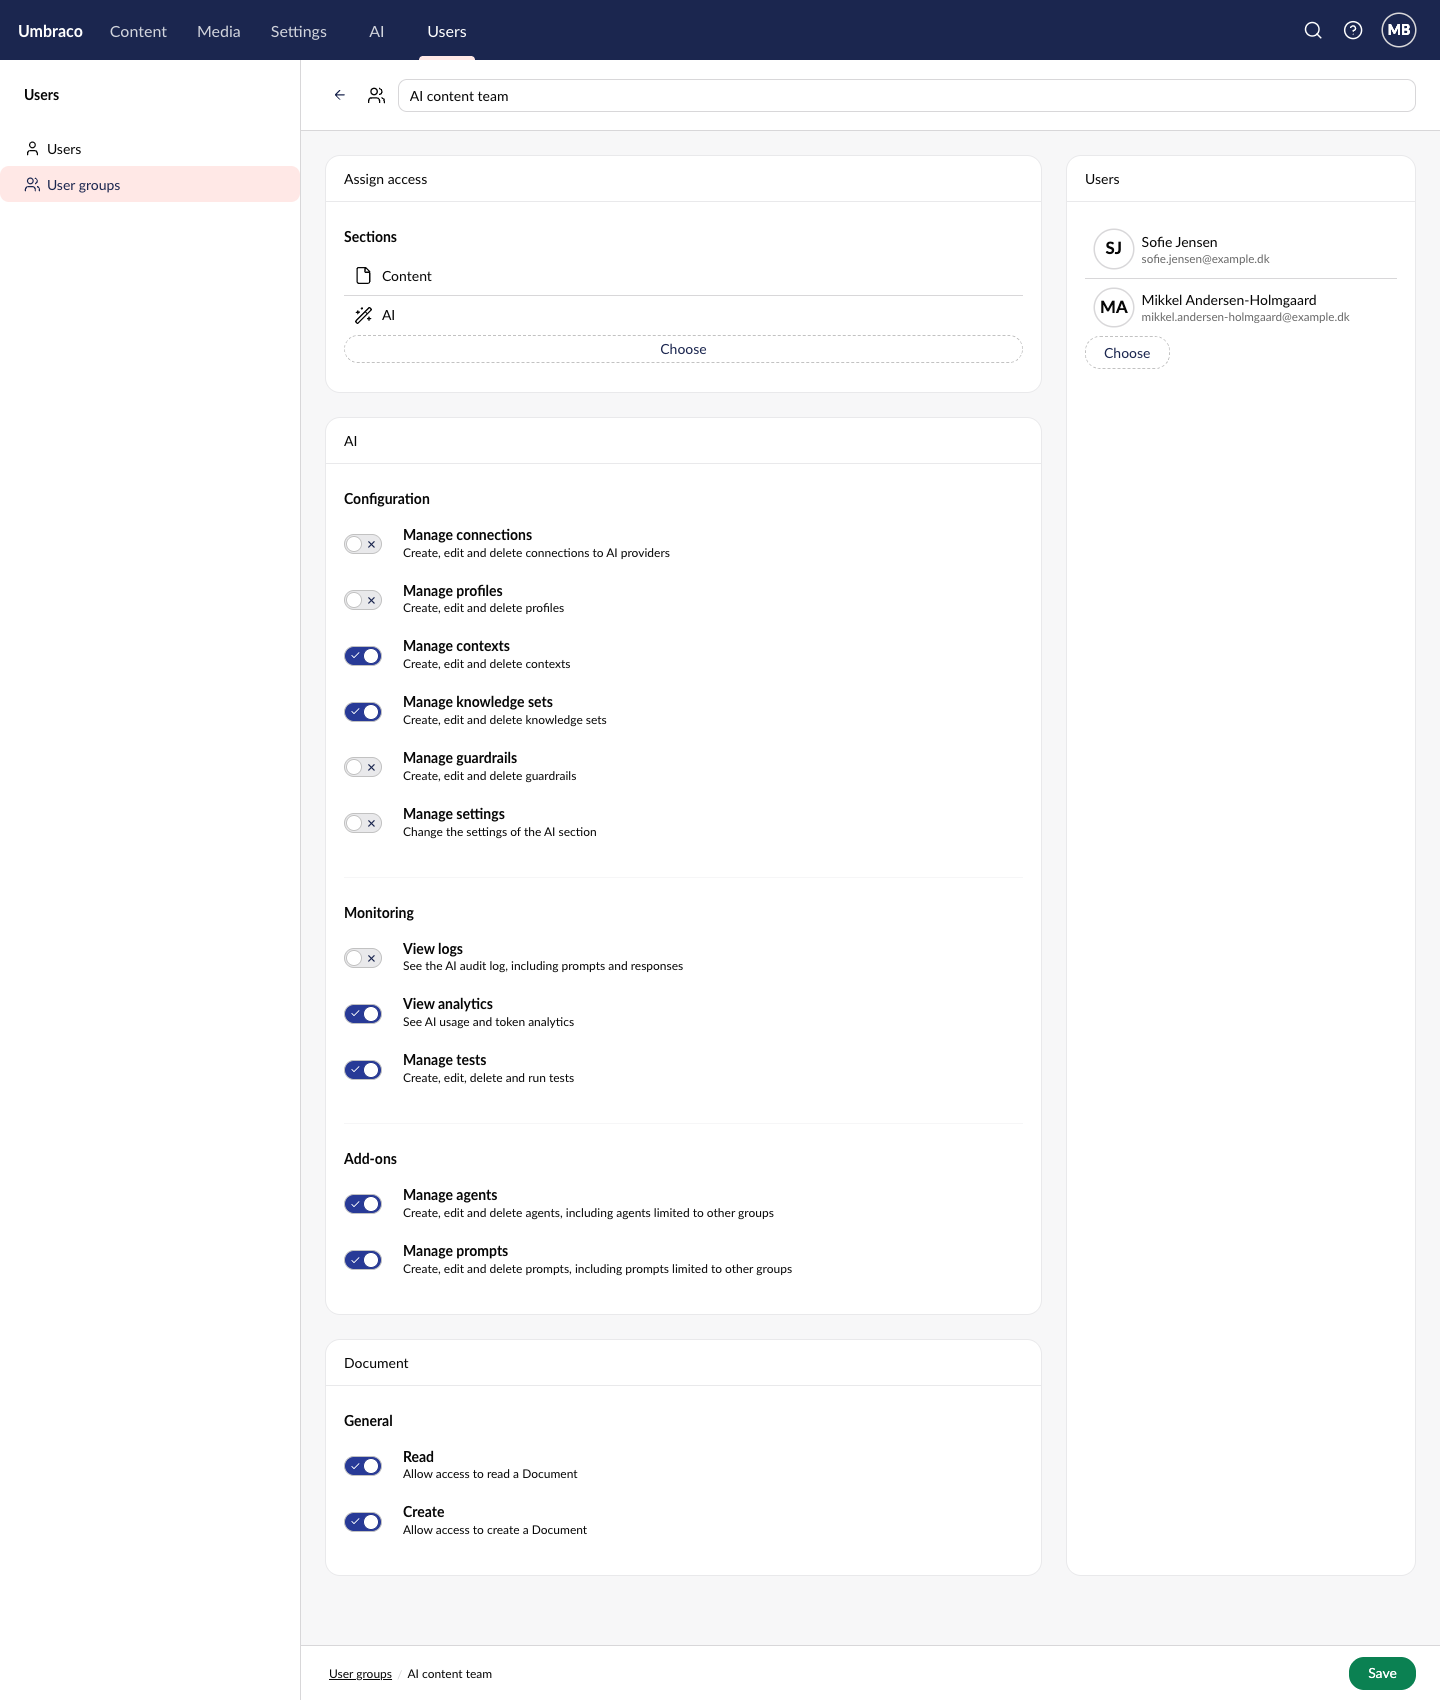 Umbraco
Content
Media
Settings
AI
Users
MB
Users
Users
User groups
AI content team
Assign access
Sections
Content
AI
Choose
AI
Configuration
Manage connections
Create, edit and delete connections to AI providers
Manage profiles
Create, edit and delete profiles
Manage contexts
Create, edit and delete contexts
Manage knowledge sets
Create, edit and delete knowledge sets
Manage guardrails
Create, edit and delete guardrails
Manage settings
Change the settings of the AI section
Monitoring
View logs
See the AI audit log, including prompts and responses
View analytics
See AI usage and token analytics
Manage tests
Create, edit, delete and run tests
Add-ons
Manage agents
Create, edit and delete agents, including agents limited to other groups
Manage prompts
Create, edit and delete prompts, including prompts limited to other groups
Document
General
Read
Allow access to read a Document
Create
Allow access to create a Document
Users
SJ
Sofie Jensen
sofie.jensen@example.dk
MA
Mikkel Andersen-Holmgaard
mikkel.andersen-holmgaard@example.dk
Choose
User groups / AI content team
Save